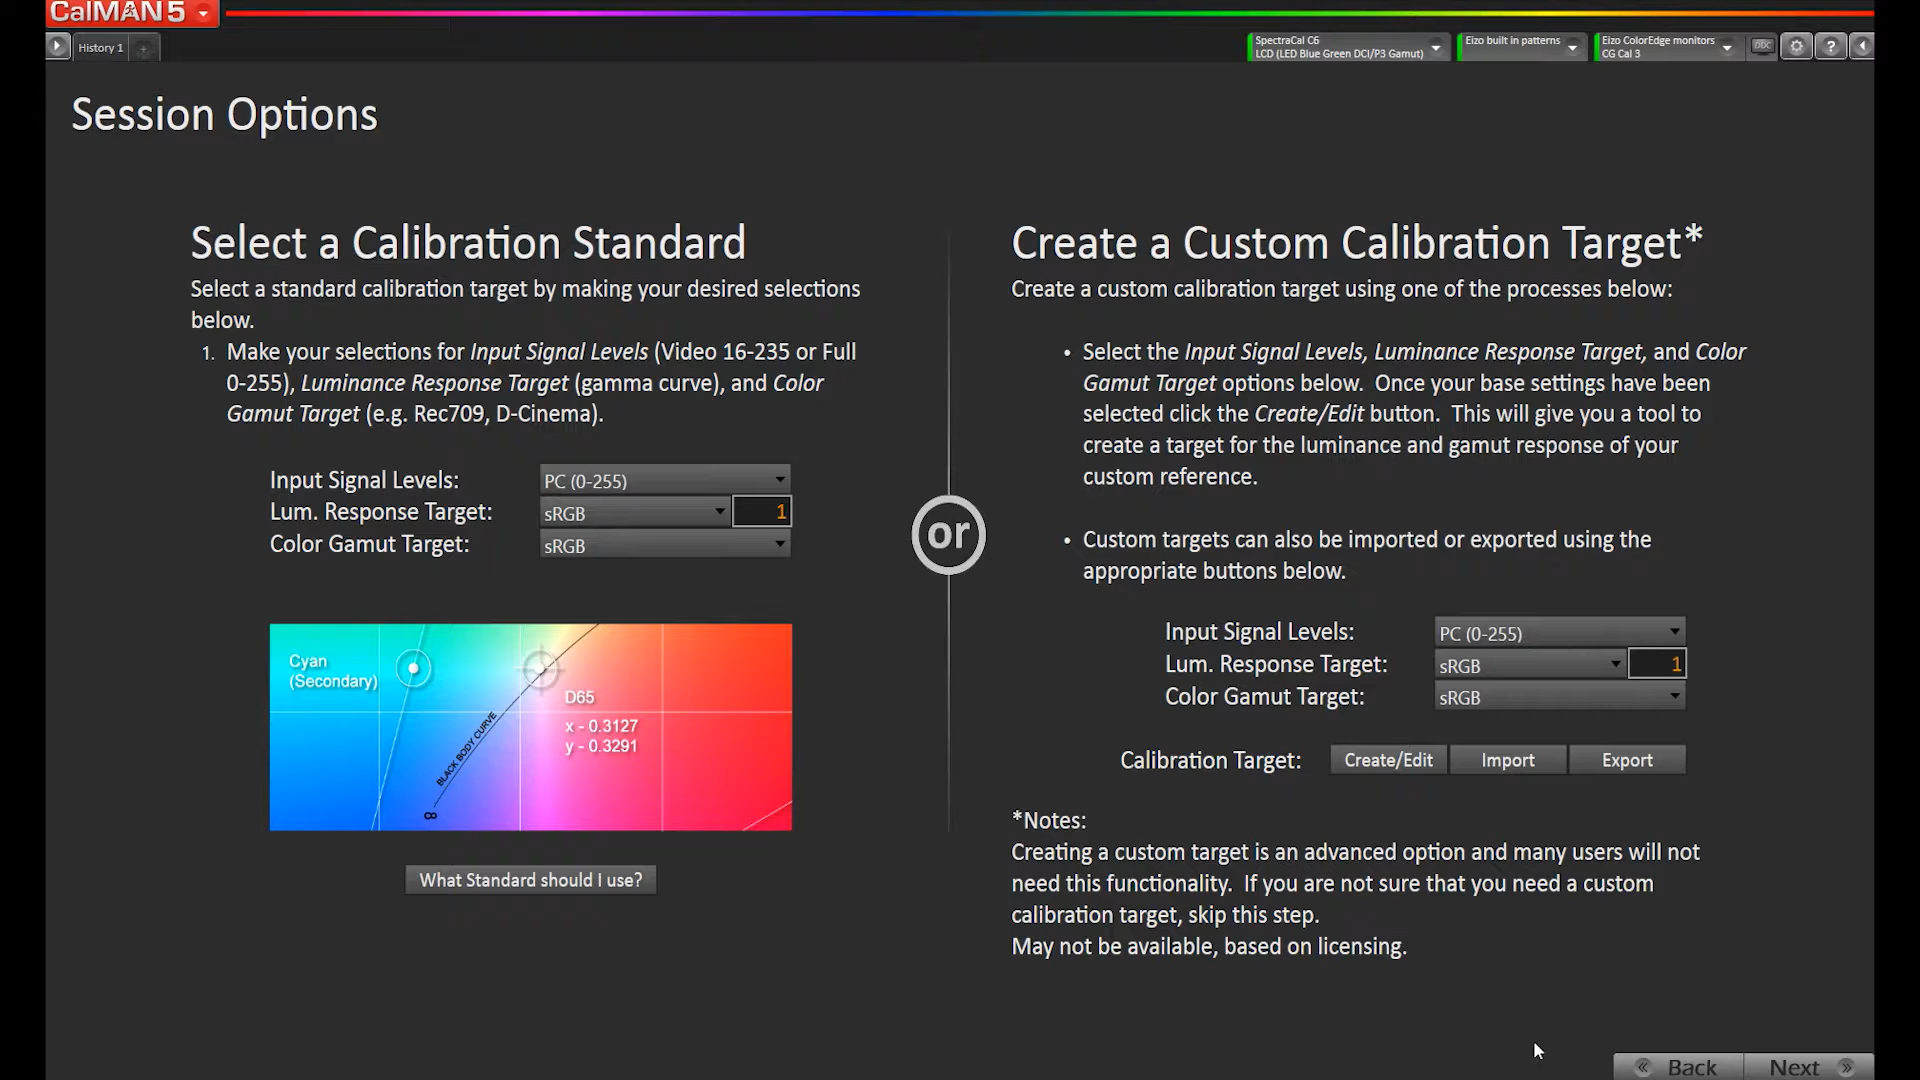 CalMAN 5
History 1
SpectraCal C6
LCD (LED Blue Green DCI/P3 Gamut)
Eizo built in patterns
Eizo ColorEdge monitors
CG Cal 3
DDC
?
Session Options
Select a Calibration Standard
Select a standard calibration target by making your desired selections
below.
1. Make your selections for Input Signal Levels (Video 16-235 or Full
0-255), Luminance Response Target (gamma curve), and Color
Gamut Target (e.g. Rec709, D-Cinema).
Input Signal Levels: PC (0-255)
Lum. Response Target: sRGB 1
Color Gamut Target: sRGB
Cyan
(Secondary)
D65
x - 0.3127
y - 0.3291
BLACK BODY CURVE
∞
What Standard should I use?
or
Create a Custom Calibration Target*
Create a custom calibration target using one of the processes below:
• Select the Input Signal Levels, Luminance Response Target, and Color
Gamut Target options below. Once your base settings have been
selected click the Create/Edit button. This will give you a tool to
create a target for the luminance and gamut response of your
custom reference.
• Custom targets can also be imported or exported using the
appropriate buttons below.
Input Signal Levels: PC (0-255)
Lum. Response Target: sRGB 1
Color Gamut Target: sRGB
Calibration Target: Create/Edit Import Export
*Notes:
Creating a custom target is an advanced option and many users will not
need this functionality. If you are not sure that you need a custom
calibration target, skip this step.
May not be available, based on licensing.
Back Next